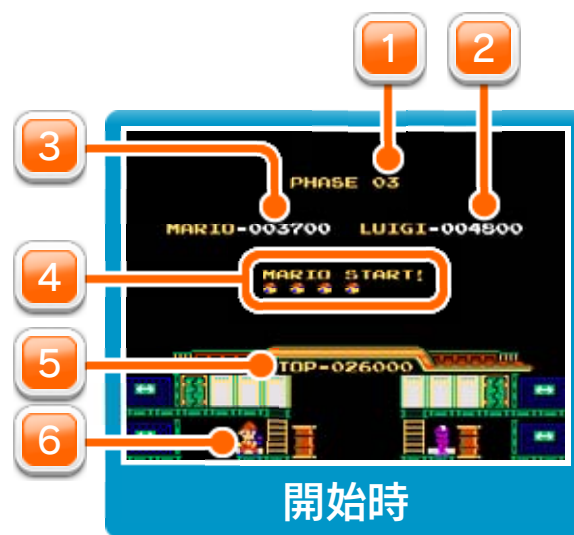 1
2
3
PHASE 03
MARIO-003700 LUIGI-004800
4
MARIO START!
5
TOP-026000
6
開始時